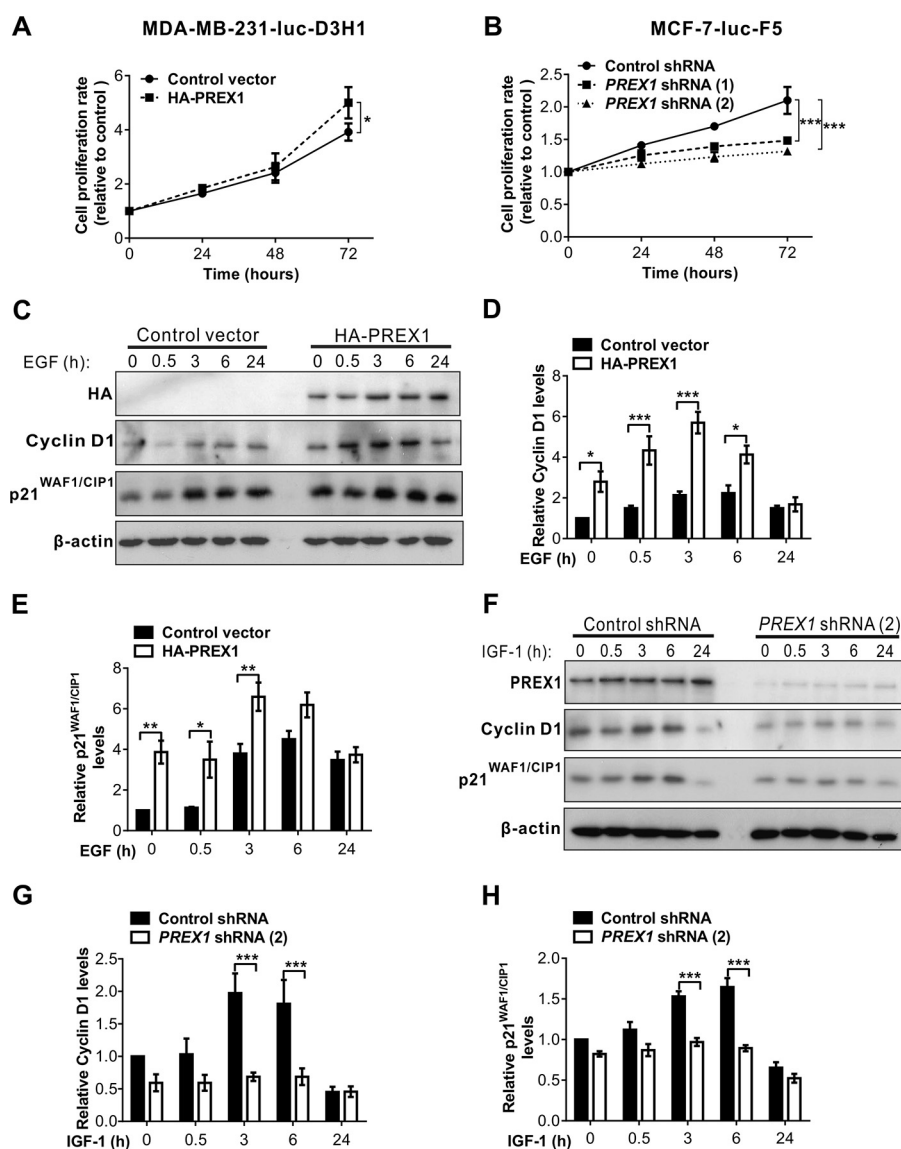 A
MDA-MB-231-luc-D3H1
Control vector
HA-PREX1
Cell proliferation rate
(relative to control)
6
4
2
0
*
0 24 48 72
Time (hours)
B
MCF-7-luc-F5
Control shRNA
PREX1 shRNA (1)
PREX1 shRNA (2)
Cell proliferation rate
(relative to control)
2.5
2.0
1.5
1.0
0.5
0.0
*** ***
0 24 48 72
Time (hours)
C
Control vector HA-PREX1
EGF (h): 0 0.5 3 6 24 0 0.5 3 6 24
HA
Cyclin D1
p21WAF1/CIP1
β-actin
D
Control vector
HA-PREX1
Relative Cyclin D1 levels
8
6
4
2
0
* *** *** *
EGF (h) 0 0.5 3 6 24
E
Control vector
HA-PREX1
Relative p21WAF1/CIP1
levels
8
6
4
2
0
** * **
EGF (h) 0 0.5 3 6 24
F
Control shRNA PREX1 shRNA (2)
IGF-1 (h): 0 0.5 3 6 24 0 0.5 3 6 24
PREX1
Cyclin D1
p21WAF1/CIP1
β-actin
G
Control shRNA
PREX1 shRNA (2)
Relative Cyclin D1 levels
2.5
2.0
1.5
1.0
0.5
0.0
*** ***
IGF-1 (h) 0 0.5 3 6 24
H
Control shRNA
PREX1 shRNA (2)
Relative p21WAF1/CIP1
levels
2.0
1.5
1.0
0.5
0.0
*** ***
IGF-1 (h) 0 0.5 3 6 24